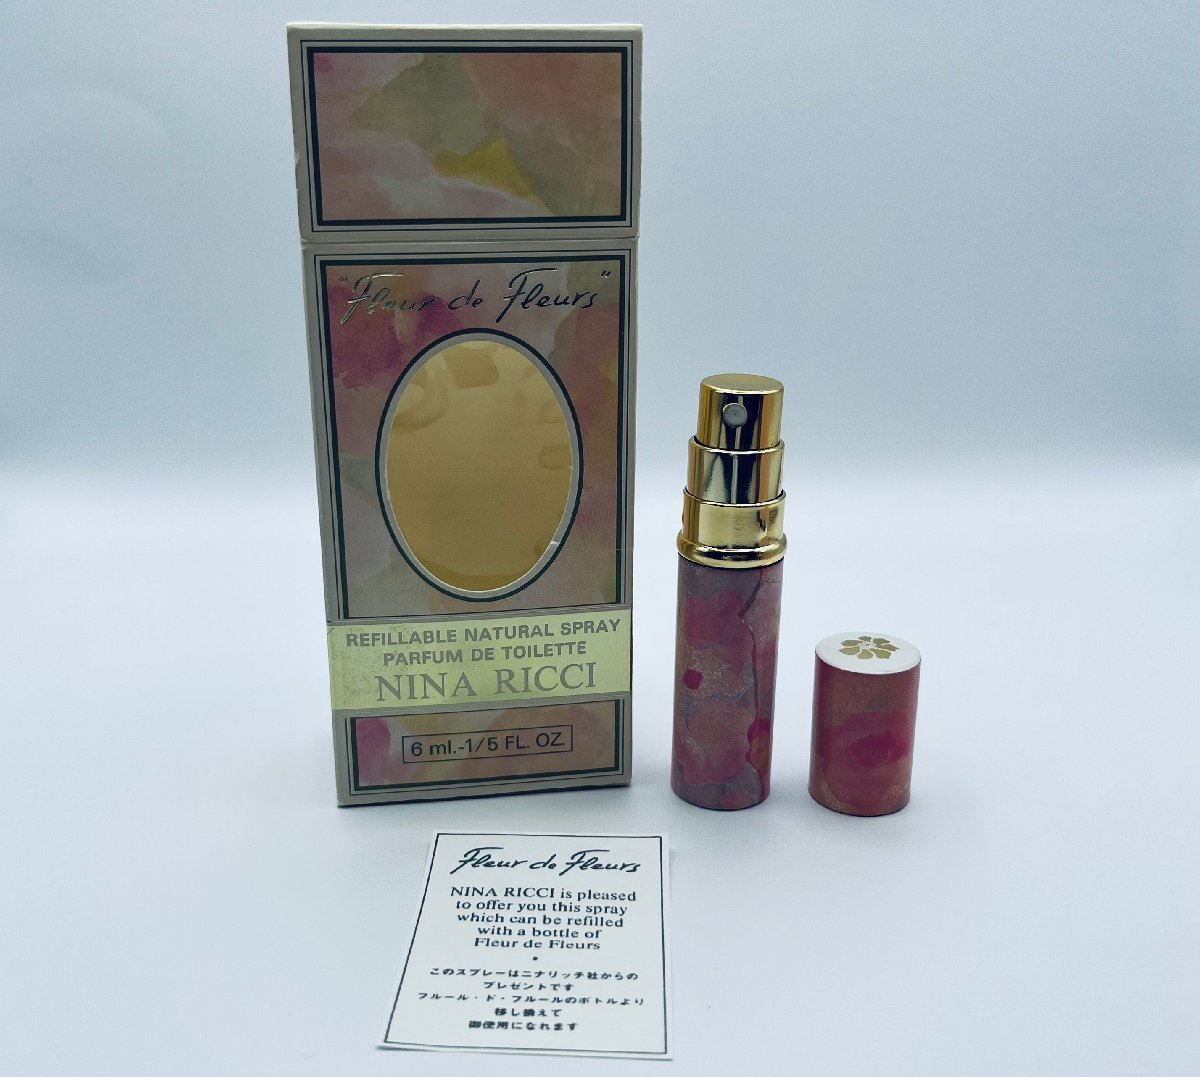 "Fleur de Fleurs"
REFILLABLE NATURAL SPRAY
PARFUM DE TOILETTE
NINA RICCI
6 ml.-1/5 FL. OZ.
Fleur de Fleurs
NINA RICCI is pleased
to offer you this spray
which can be refilled
with a bottle of
Fleur de Fleurs
•
このスプレーはニナリッチ社からの
プレゼントです
フルール・ド・フルールのボトルより
移し換えて
御使用になれます